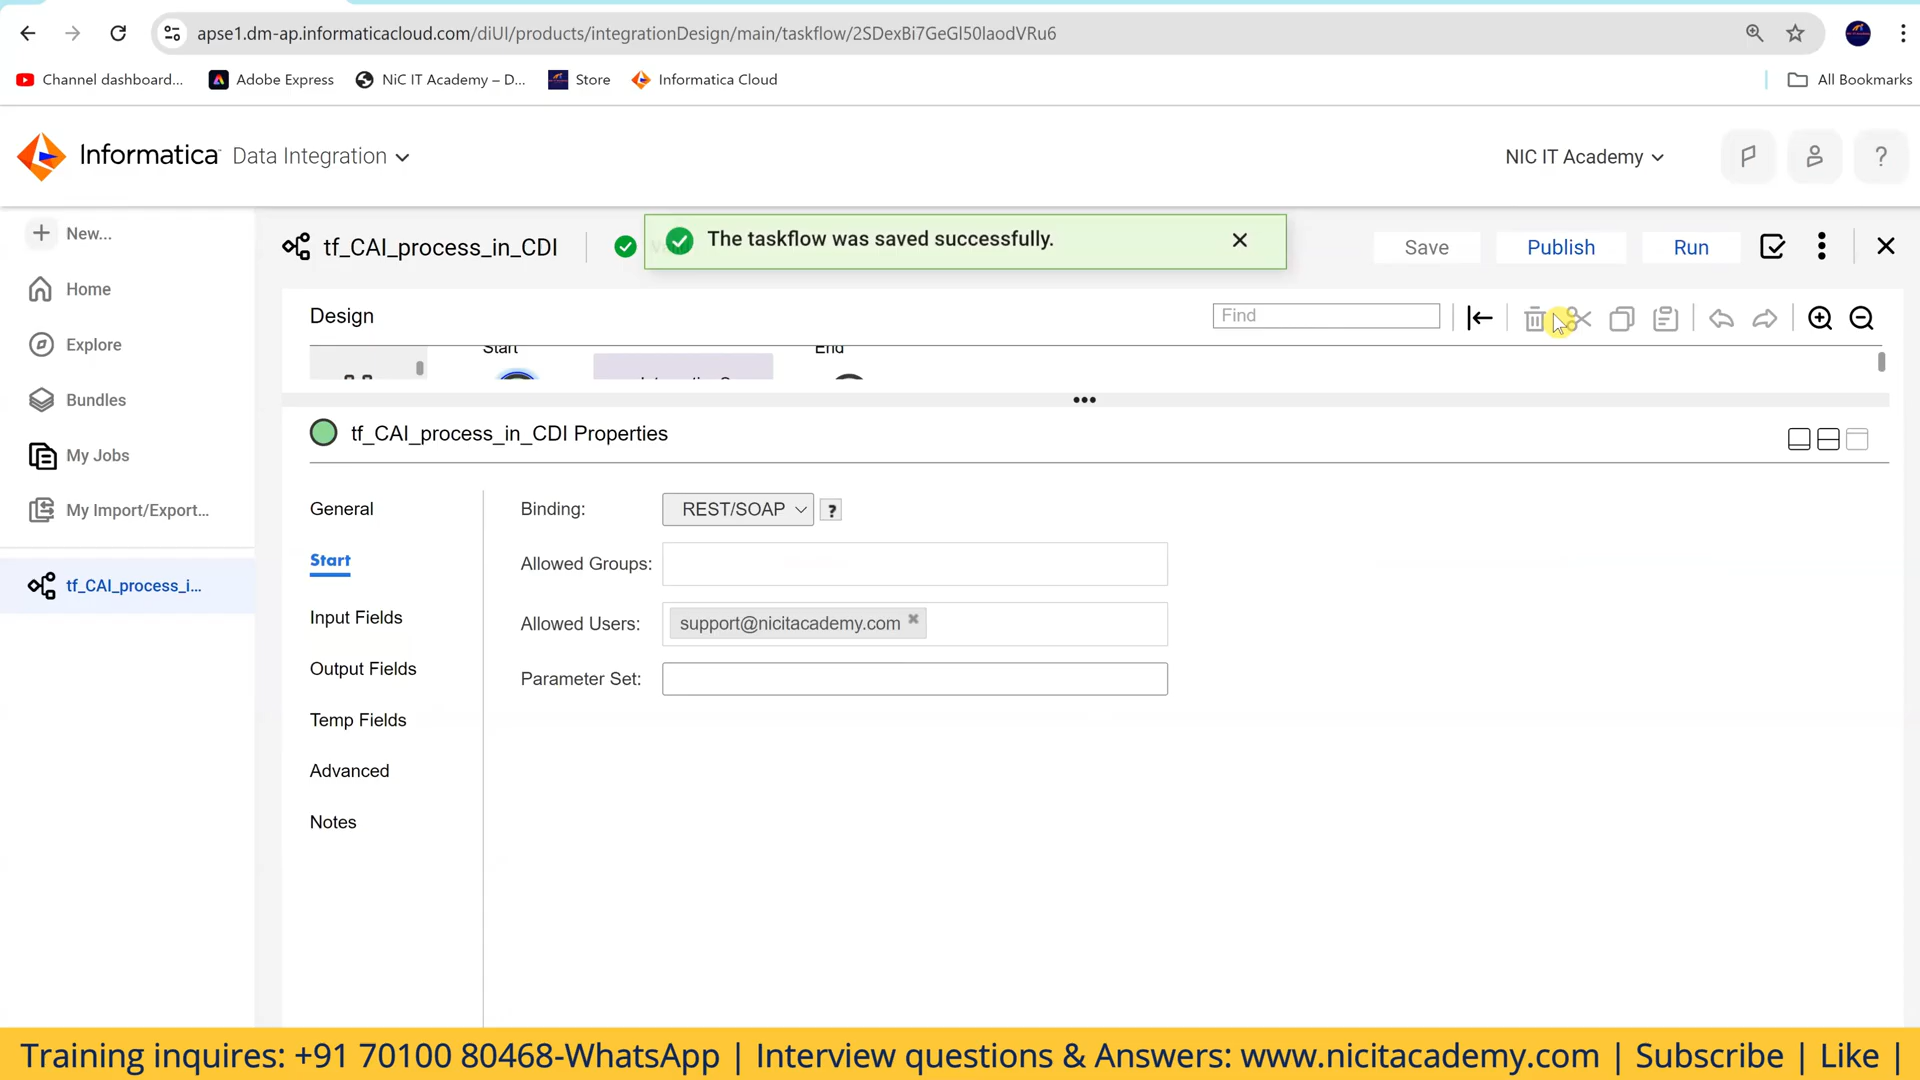 apse1.dm-ap.informaticacloud.com/diUI/products/integrationDesign/main/taskflow/2SDexBi7GeGl50laodVRu6
Channel dashboard...
Adobe Express
NiC IT Academy – D...
Store
Informatica Cloud
All Bookmarks
Informatica
Data Integration
NIC IT Academy
?
New...
tf_CAI_process_in_CDI
The taskflow was saved successfully.
Save
Publish
Run
Home
Design
Find
Explore
Start
End
Bundles
tf_CAI_process_in_CDI Properties
My Jobs
My Import/Export...
General
Binding:
REST/SOAP
?
Start
Allowed Groups:
tf_CAI_process_i...
Input Fields
Allowed Users:
support@nicitacademy.com
Output Fields
Parameter Set:
Temp Fields
Advanced
Notes
Training inquires: +91 70100 80468-WhatsApp | Interview questions & Answers: www.nicitacademy.com | Subscribe | Like |